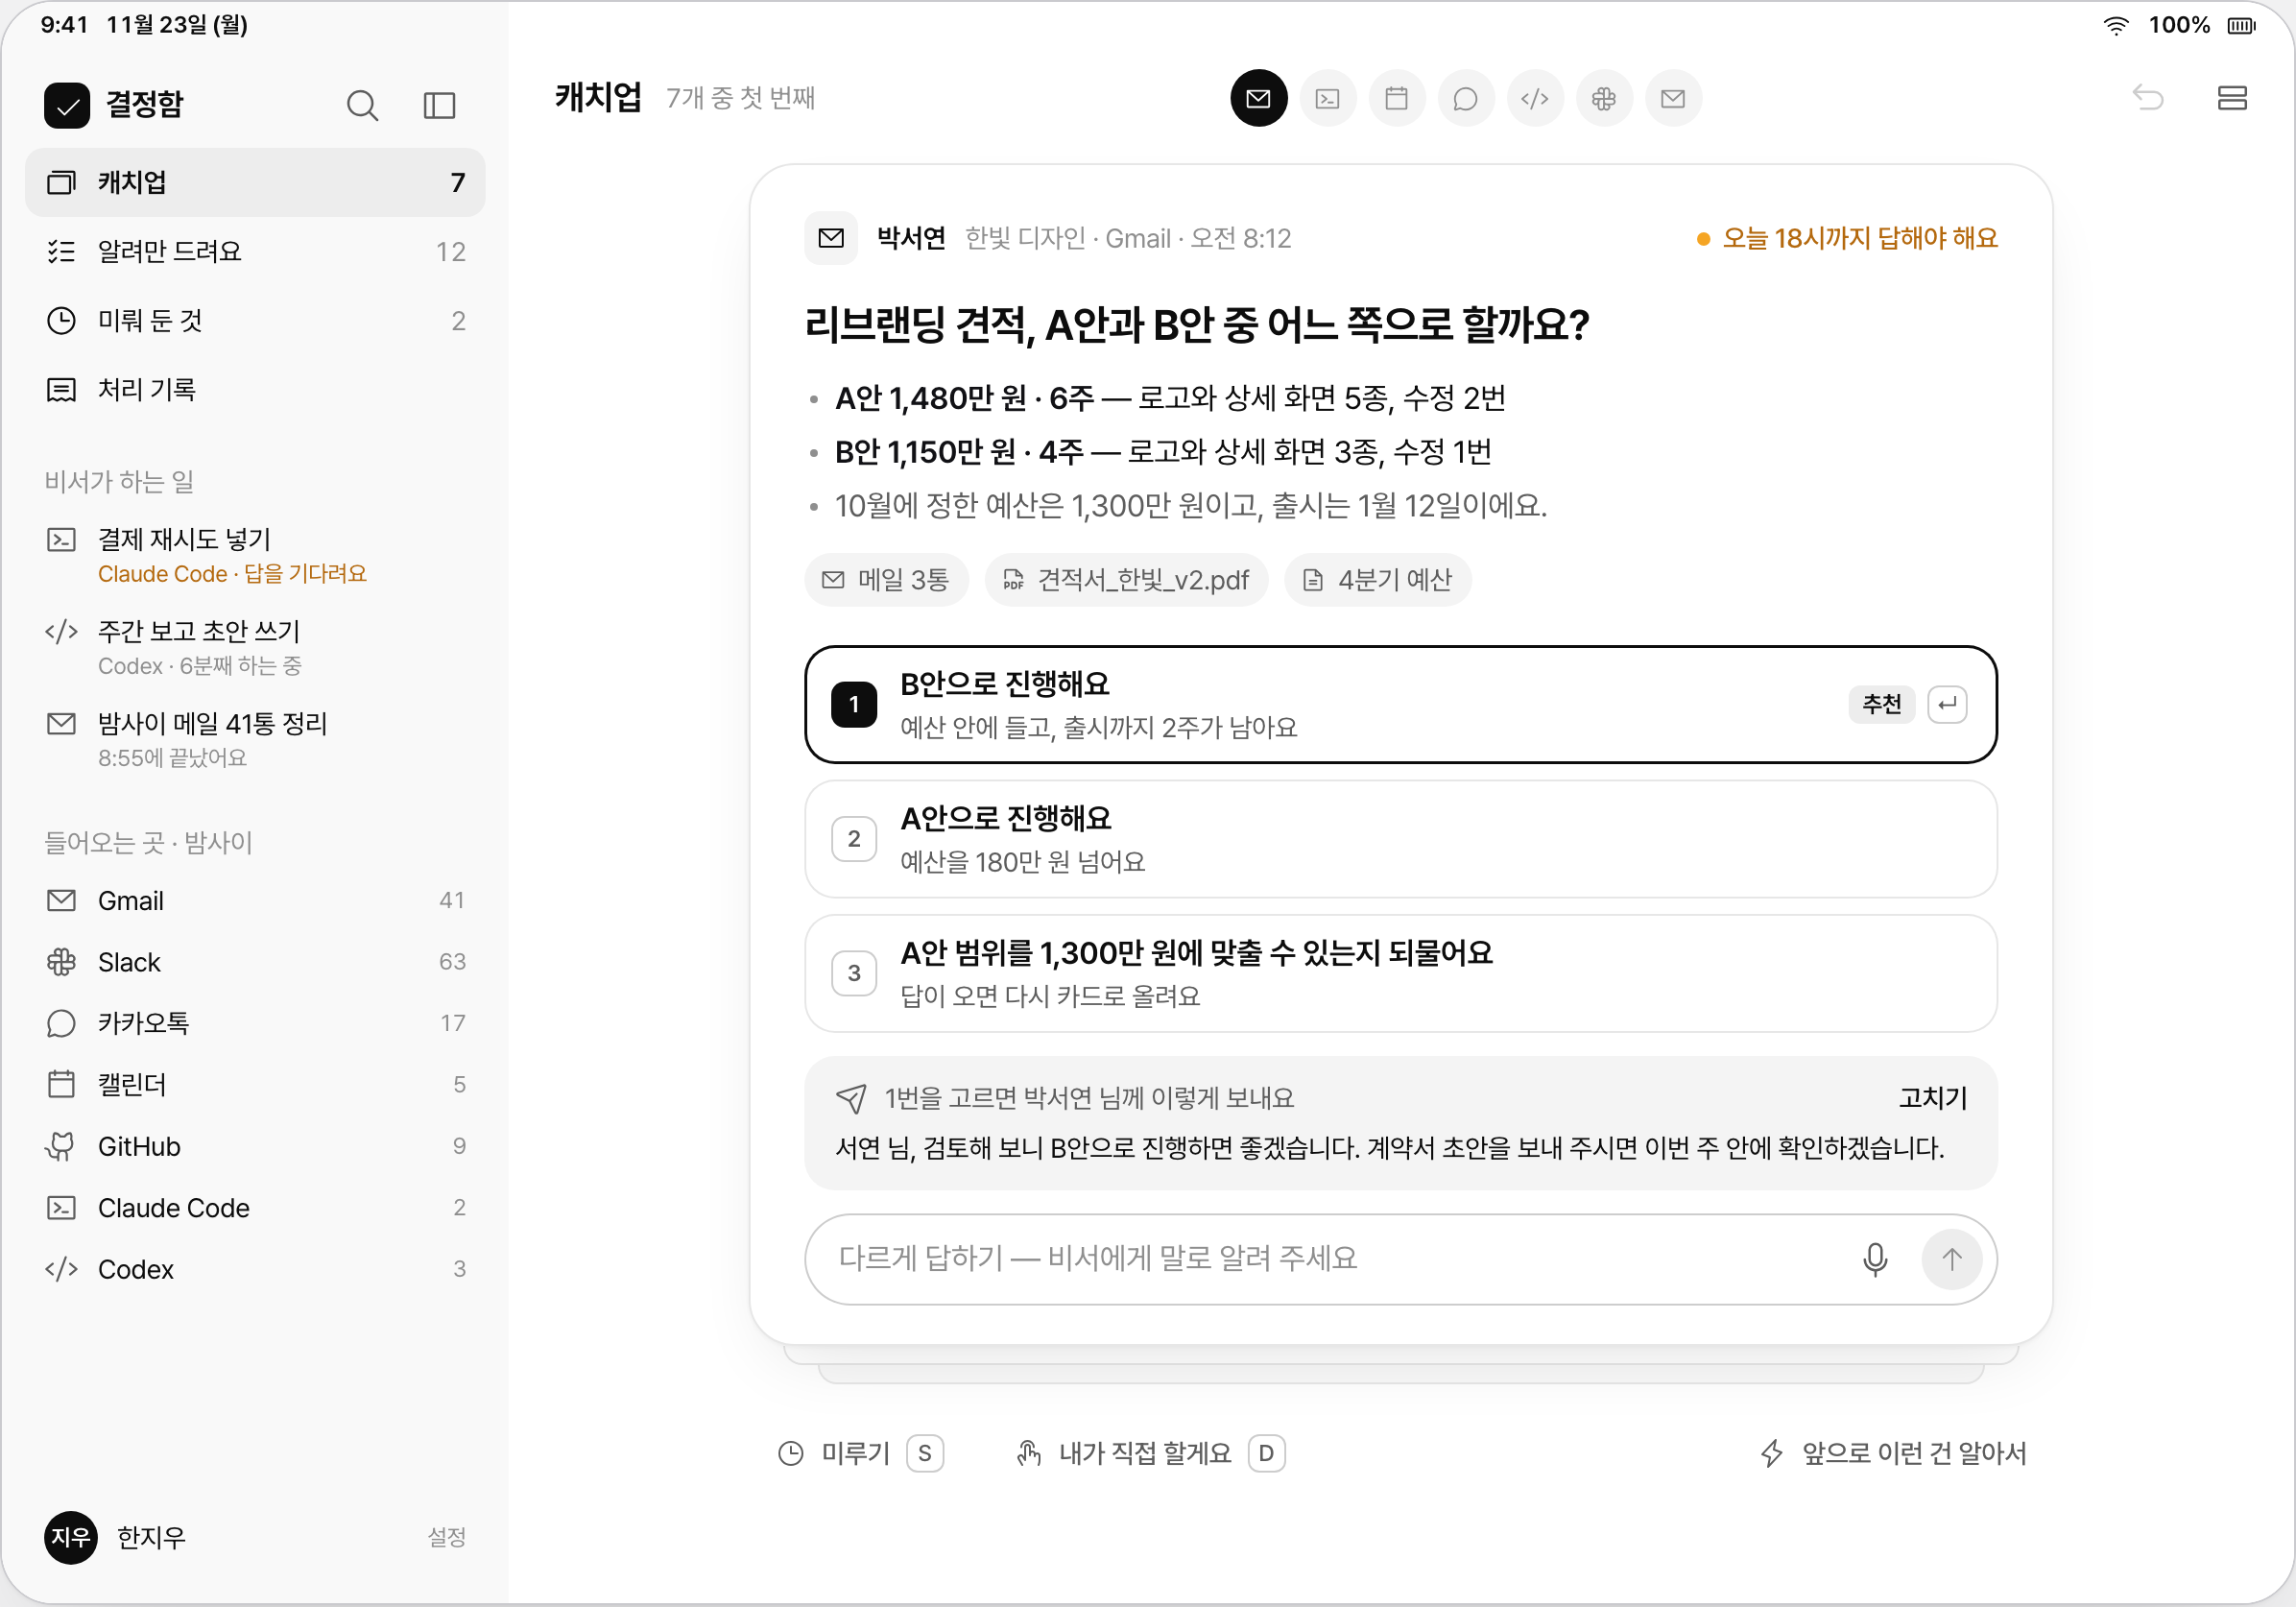 9:41 11월 23일 (월)
100%
결정함
캐치업 7
알려만 드려요 12
미뤄 둔 것 2
처리 기록
비서가 하는 일
결제 재시도 넣기
Claude Code · 답을 기다려요
주간 보고 초안 쓰기
Codex · 6분째 하는 중
밤사이 메일 41통 정리
8:55에 끝났어요
들어오는 곳 · 밤사이
Gmail 41
Slack 63
카카오톡 17
캘린더 5
GitHub 9
Claude Code 2
Codex 3
지우 한지우 설정
캐치업 7개 중 첫 번째
박서연 한빛 디자인 · Gmail · 오전 8:12
오늘 18시까지 답해야 해요
리브랜딩 견적, A안과 B안 중 어느 쪽으로 할까요?
• A안 1,480만 원 · 6주 — 로고와 상세 화면 5종, 수정 2번
• B안 1,150만 원 · 4주 — 로고와 상세 화면 3종, 수정 1번
• 10월에 정한 예산은 1,300만 원이고, 출시는 1월 12일이에요.
메일 3통 PDF 견적서_한빛_v2.pdf 4분기 예산
1 B안으로 진행해요
예산 안에 들고, 출시까지 2주가 남아요
추천
2 A안으로 진행해요
예산을 180만 원 넘어요
3 A안 범위를 1,300만 원에 맞출 수 있는지 되물어요
답이 오면 다시 카드로 올려요
1번을 고르면 박서연 님께 이렇게 보내요 고치기
서연 님, 검토해 보니 B안으로 진행하면 좋겠습니다. 계약서 초안을 보내 주시면 이번 주 안에 확인하겠습니다.
다르게 답하기 — 비서에게 말로 알려 주세요
미루기 S 내가 직접 할게요 D 앞으로 이런 건 알아서